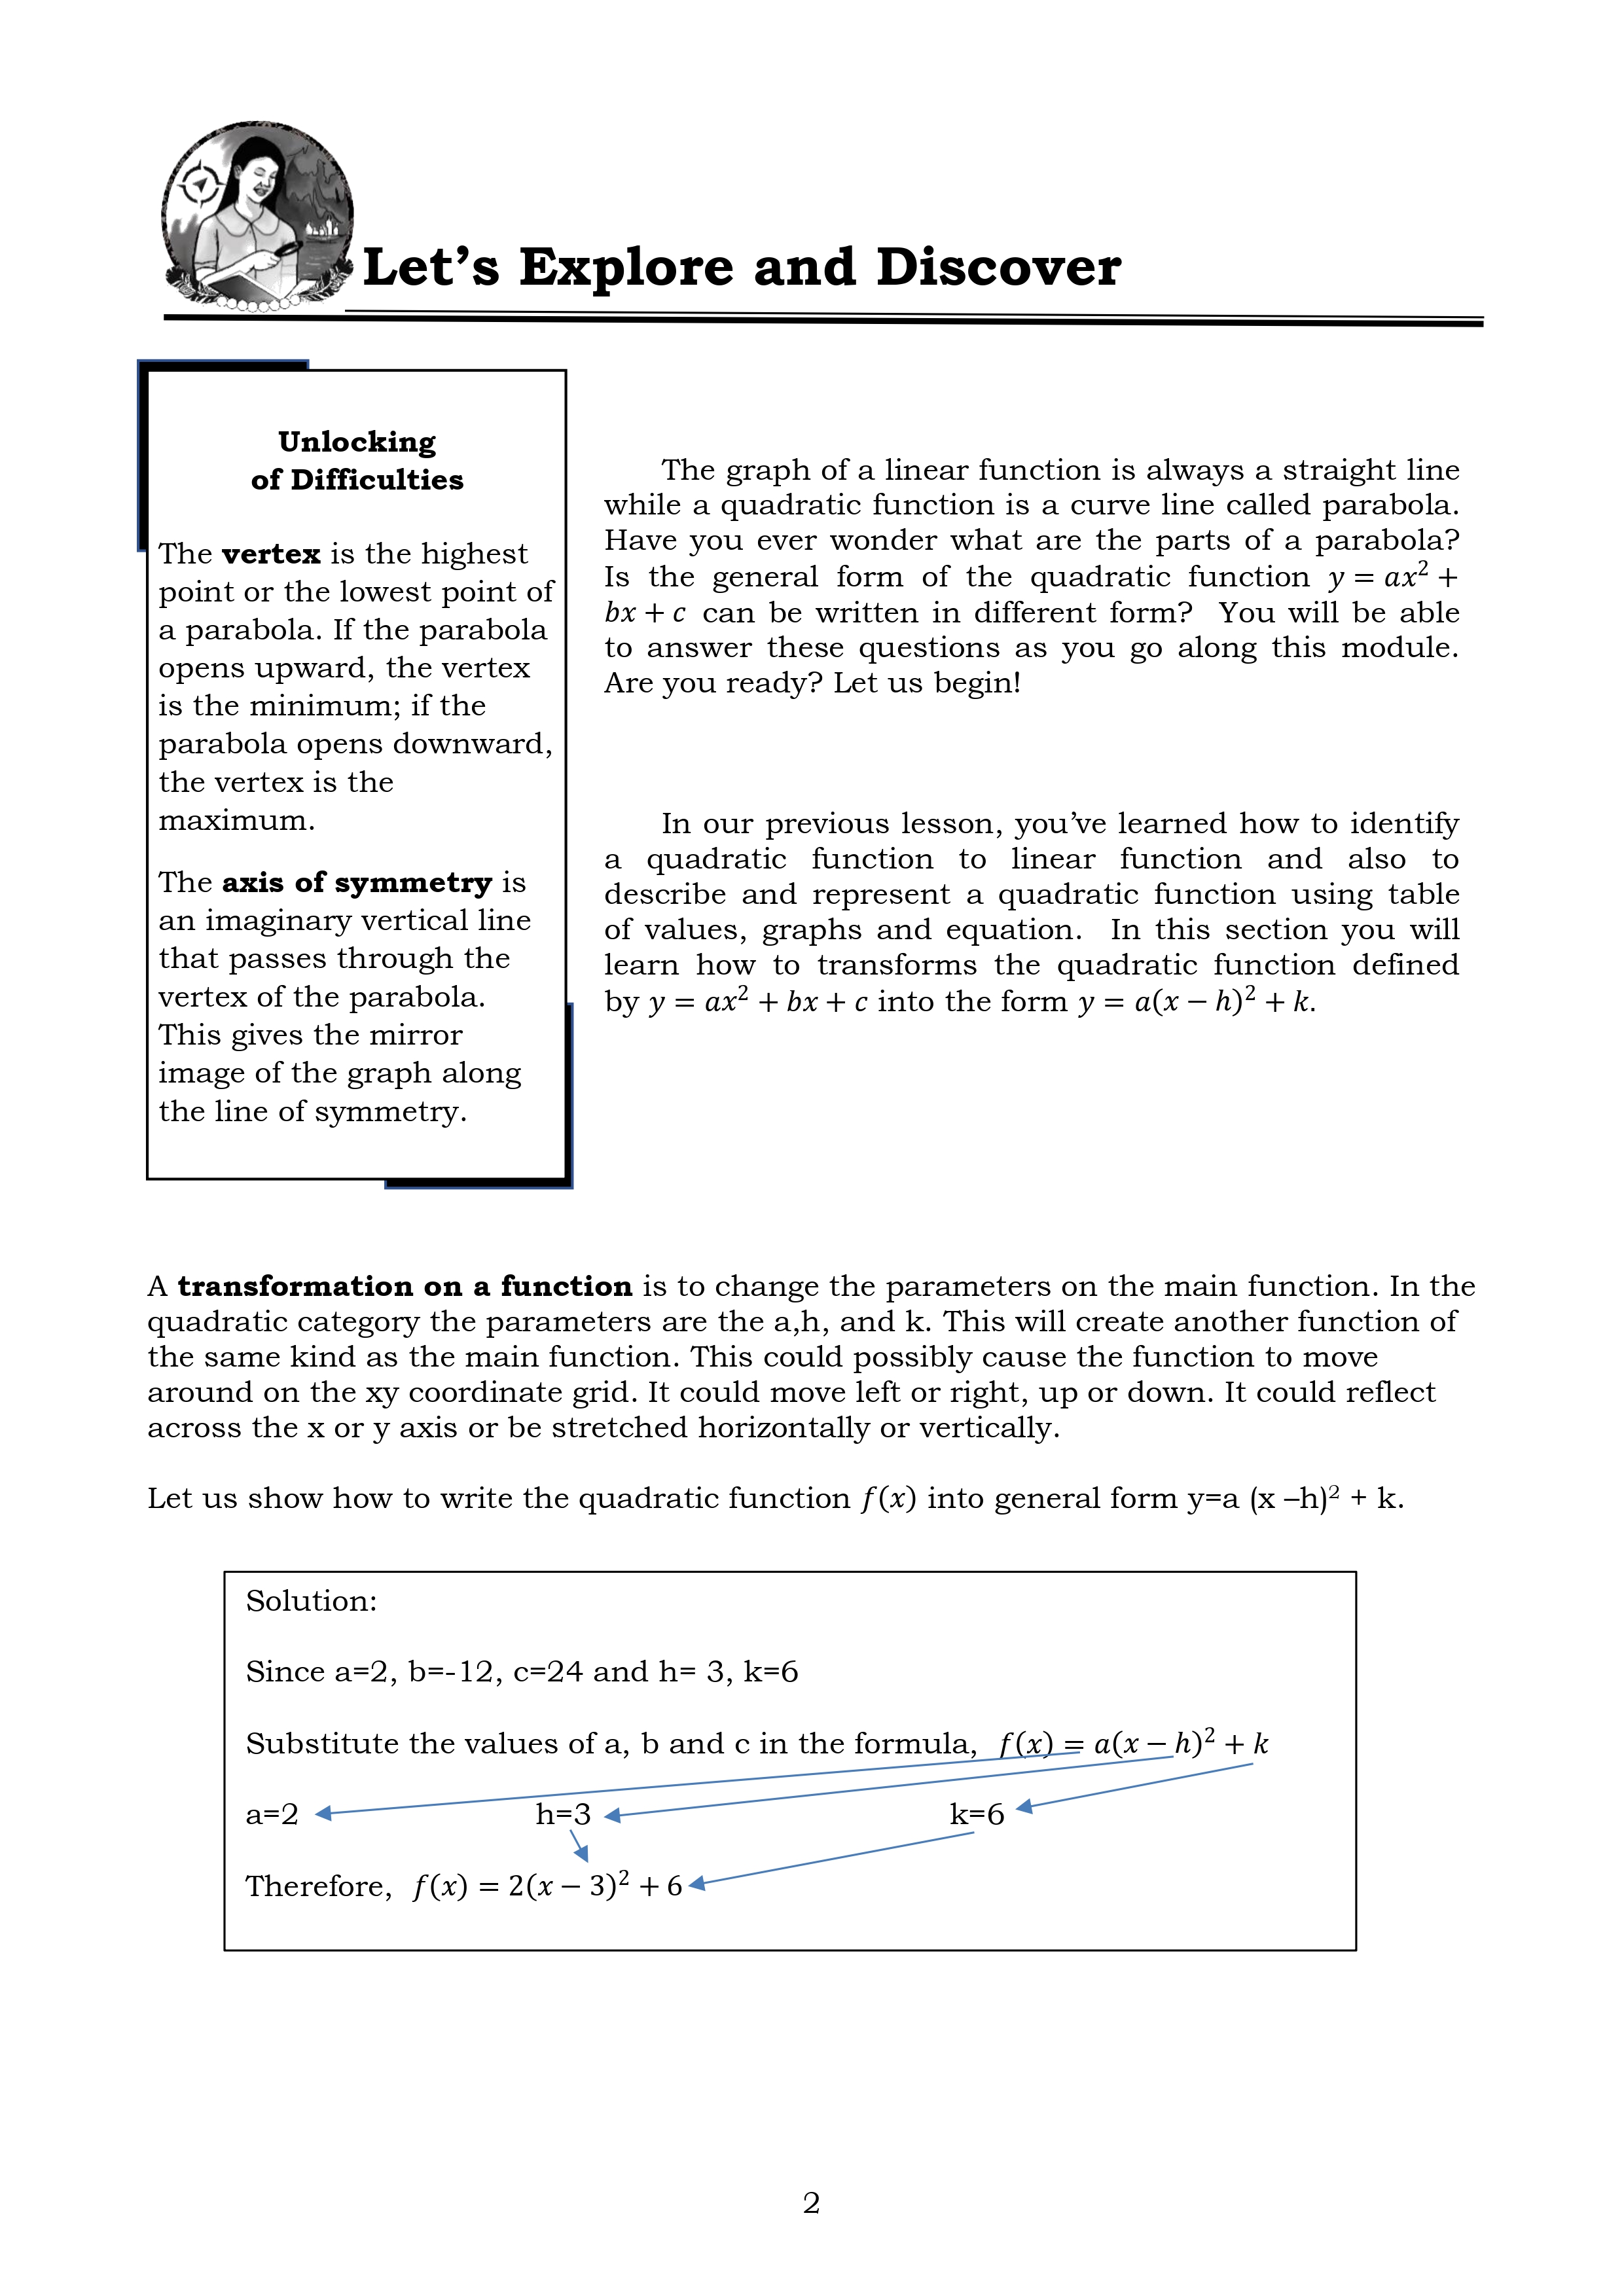 Let’s Explore and Discover
Unlocking
of Difficulties
The vertex is the highest
point or the lowest point of
a parabola. If the parabola
opens upward, the vertex
is the minimum; if the
parabola opens downward,
the vertex is the
maximum.
The axis of symmetry is
an imaginary vertical line
that passes through the
vertex of the parabola.
This gives the mirror
image of the graph along
the line of symmetry.
The graph of a linear function is always a straight line
while a quadratic function is a curve line called parabola.
Have you ever wonder what are the parts of a parabola?
Is the general form of the quadratic function y = ax² +
bx + c can be written in different form? You will be able
to answer these questions as you go along this module.
Are you ready? Let us begin!
In our previous lesson, you’ve learned how to identify
a quadratic function to linear function and also to
describe and represent a quadratic function using table
of values, graphs and equation. In this section you will
learn how to transforms the quadratic function defined
by y = ax² + bx + c into the form y = a(x − h)² + k.
A transformation on a function is to change the parameters on the main function. In the
quadratic category the parameters are the a,h, and k. This will create another function of
the same kind as the main function. This could possibly cause the function to move
around on the xy coordinate grid. It could move left or right, up or down. It could reflect
across the x or y axis or be stretched horizontally or vertically.
Let us show how to write the quadratic function f(x) into general form y=a (x –h)² + k.
Solution:
Since a=2, b=-12, c=24 and h= 3, k=6
Substitute the values of a, b and c in the formula, f(x) = a(x − h)² + k
a=2 h=3 k=6
Therefore, f(x) = 2(x − 3)² + 6
2